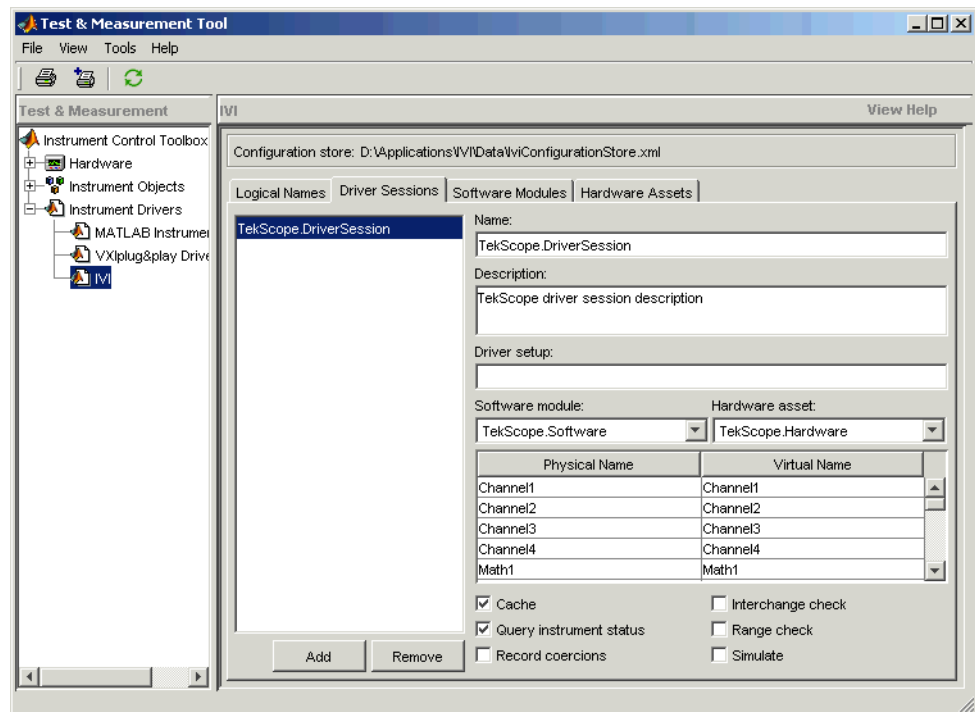 Test & Measurement Tool
File View Tools Help
Test & Measurement
IVI
View Help
Instrument Control Toolbox
Hardware
Instrument Objects
Instrument Drivers
MATLAB Instrumen
VXIplug&play Drive
IVI
Configuration store: D:\Applications\IVI\Data\IviConfigurationStore.xml
Logical Names Driver Sessions Software Modules Hardware Assets
TekScope.DriverSession
Name:
TekScope.DriverSession
Description:
TekScope driver session description
Driver setup:
Software module: Hardware asset:
TekScope.Software TekScope.Hardware
Physical Name Virtual Name
Channel1 Channel1
Channel2 Channel2
Channel3 Channel3
Channel4 Channel4
Math1 Math1
Cache Interchange check
Query instrument status Range check
Record coercions Simulate
Add Remove